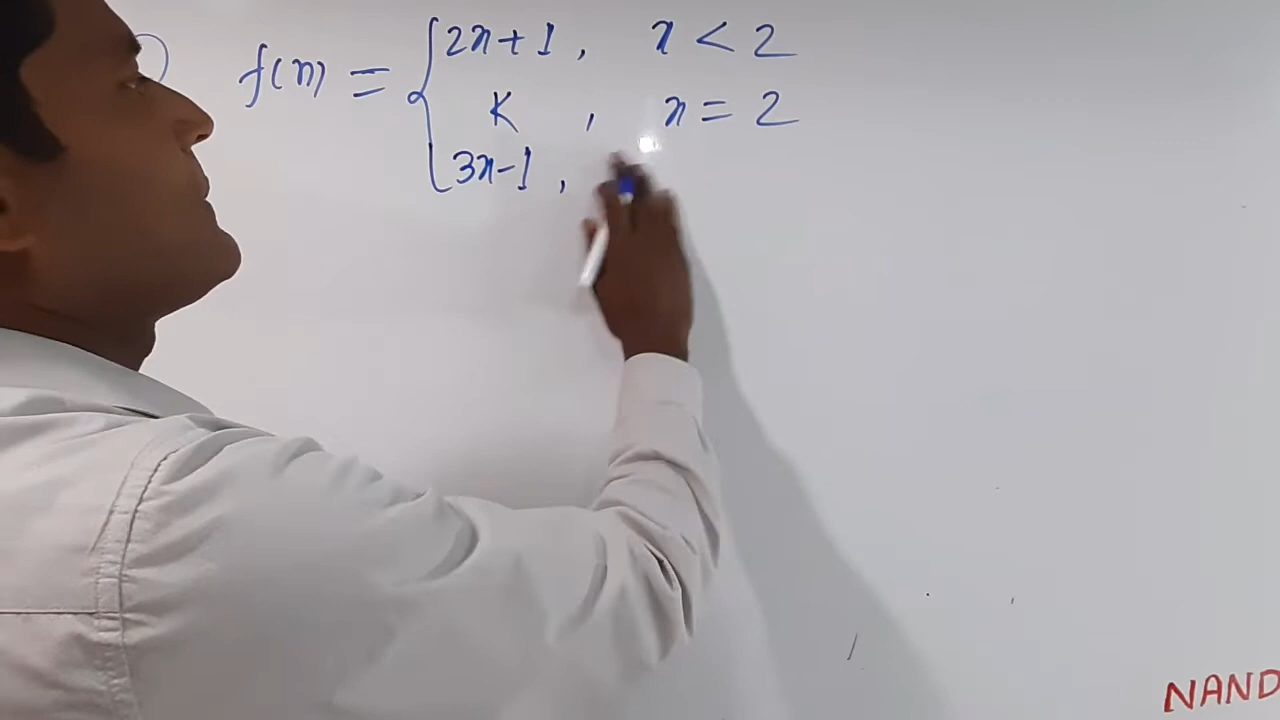 f(x) = { 2x+1 , x < 2
K , x = 2
3x-1 ,
NAND